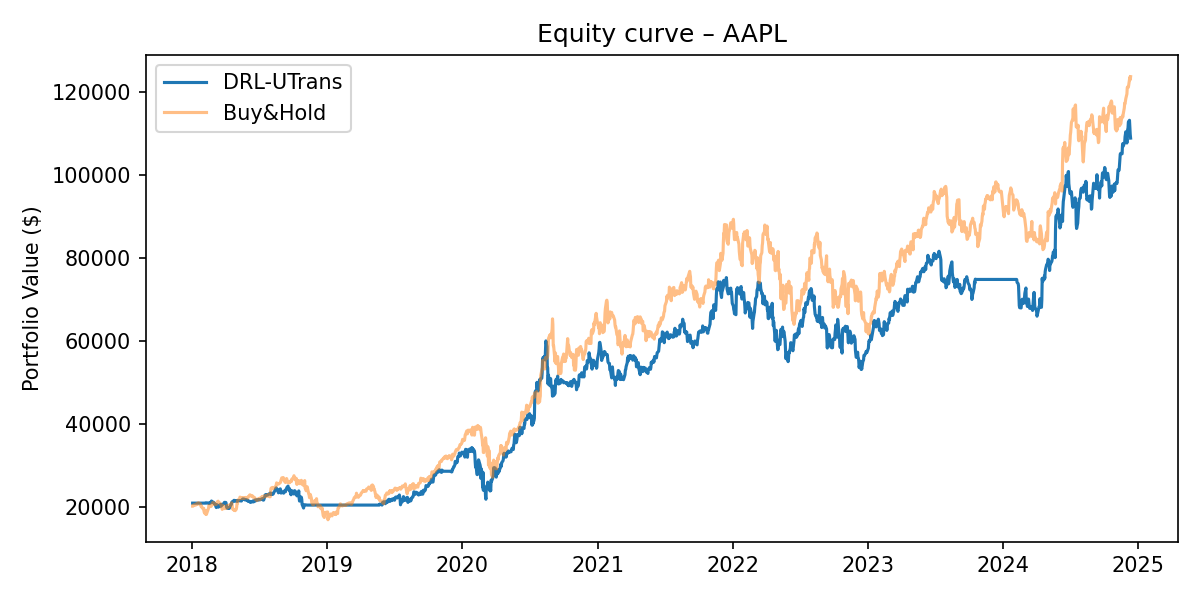 Equity curve – AAPL
DRL-UTrans
Buy&Hold
Portfolio Value ($)
120000
100000
80000
60000
40000
20000
2018 2019 2020 2021 2022 2023 2024 2025